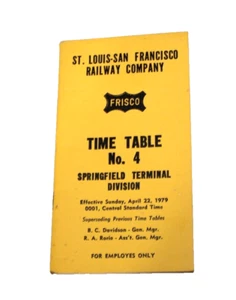 ST. LOUIS-SAN FRANCISCO
RAILWAY COMPANY
FRISCO
TIME TABLE
No. 4
SPRINGFIELD TERMINAL
DIVISION
Effective Sunday, April 22, 1979
0001, Central Standard Time
Superseding Previous Time Tables
R. C. Davidson - Gen. Mgr.
R. A. Barie - Ass't. Gen. Mgr.
FOR EMPLOYES ONLY